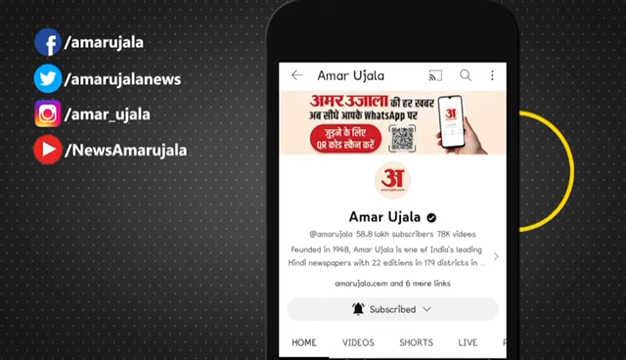 /amarujala
/amarujalanews
/amar_ujala
/NewsAmarujala
Amar Ujala
अमर उजाला की हर खबर
अब सीधे आपके WhatsApp पर
जुड़ने के लिए
QR कोड स्कैन करें
अ
Amar Ujala
@amarujala 58.8 lakh subscribers 78K videos
Founded in 1948, Amar Ujala is one of India's leading
Hindi newspapers with 22 editions in 179 districts in ...
amarujala.com and 6 more links
Subscribed
HOME VIDEOS SHORTS LIVE